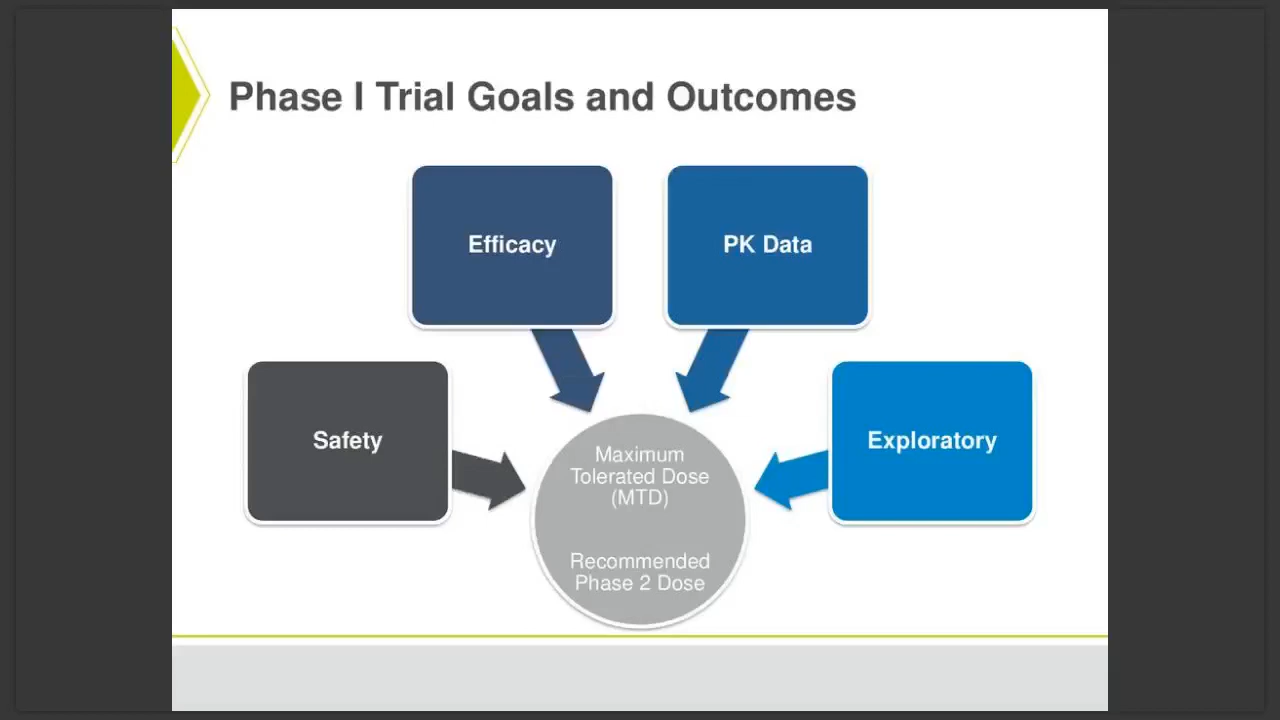 Phase I Trial Goals and Outcomes
Efficacy
PK Data
Safety
Exploratory
Maximum
Tolerated Dose
(MTD)
Recommended
Phase 2 Dose